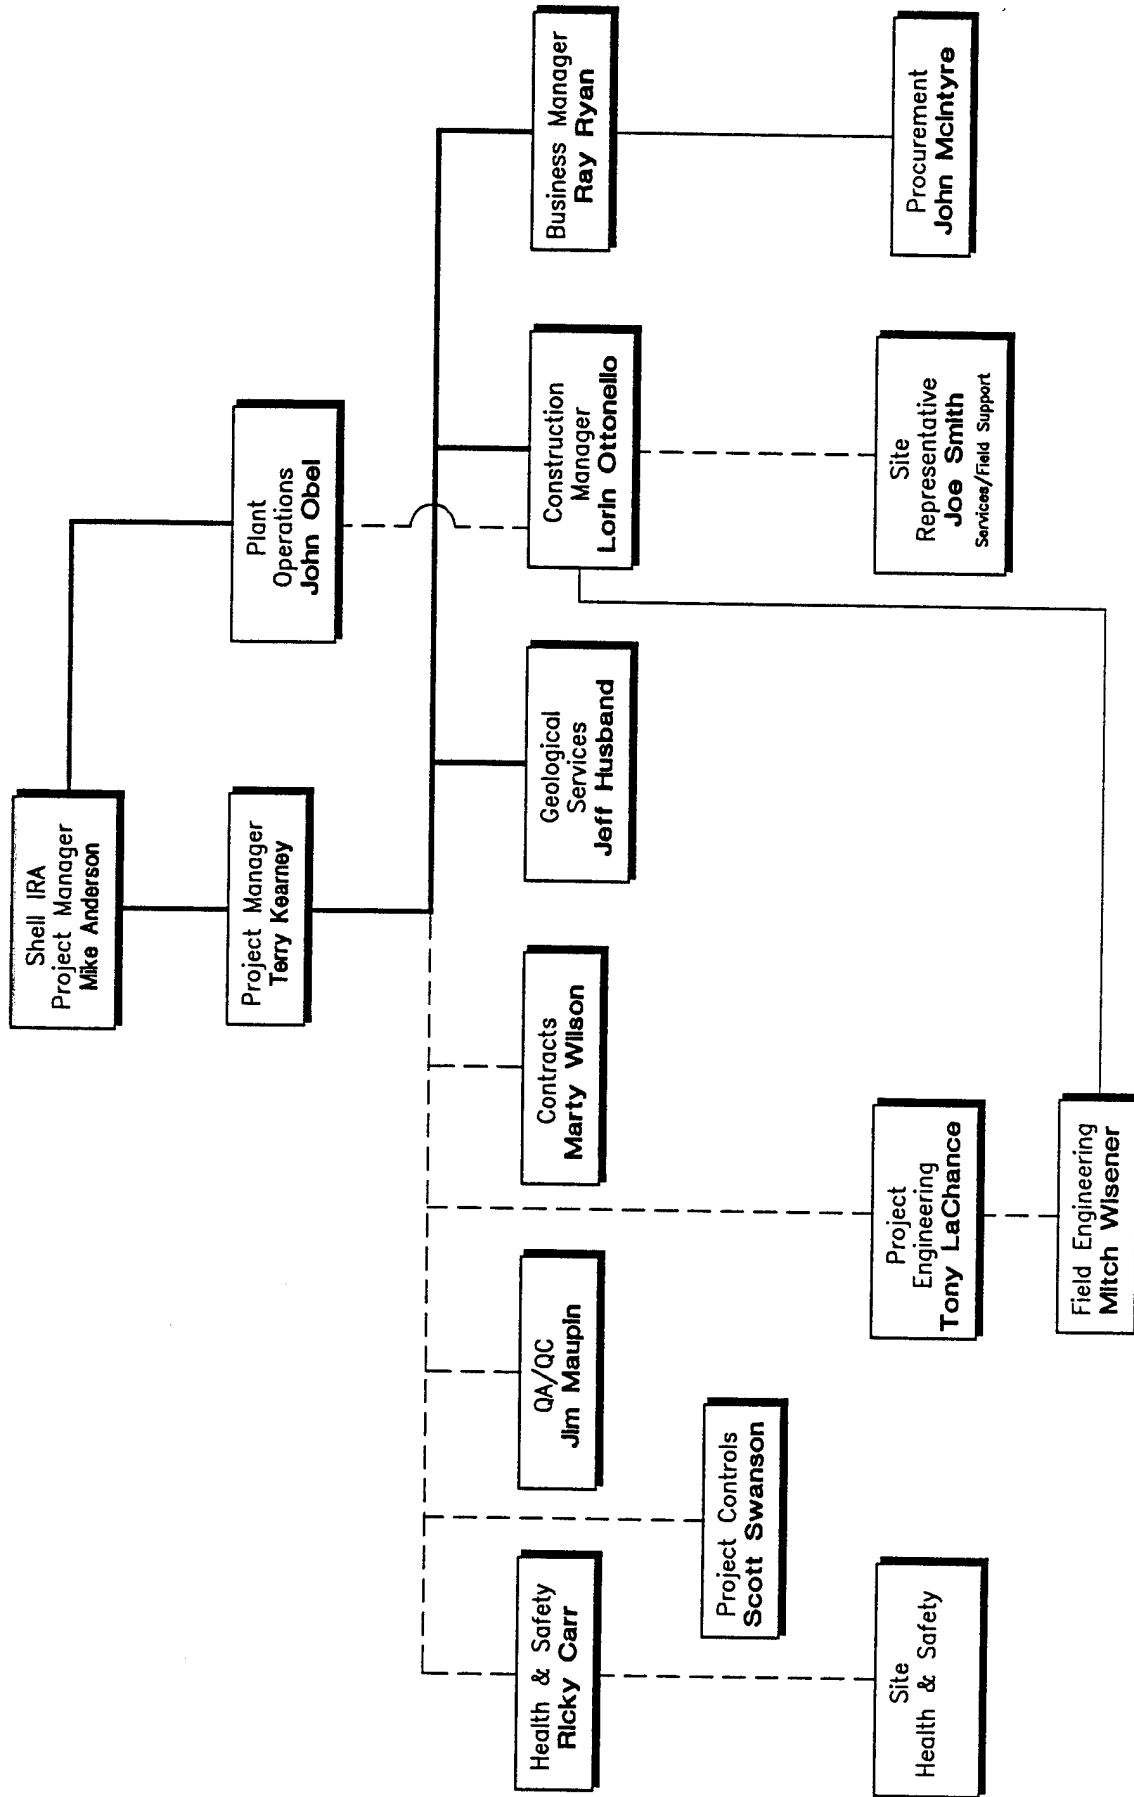 Shell IRA
Project Manager
Mike Anderson
Project Manager
Terry Kearney
Plant
Operations
John Obel
Health & Safety
Ricky Carr
QA/QC
Jim Maupin
Contracts
Marty Wilson
Geological
Services
Jeff Husband
Construction
Manager
Lorin Ottonello
Business Manager
Ray Ryan
Project Controls
Scott Swanson
Site
Health & Safety
Project
Engineering
Tony LaChance
Site
Representative
Joe Smith
Services/Field Support
Procurement
John McIntyre
Field Engineering
Mitch Wisener